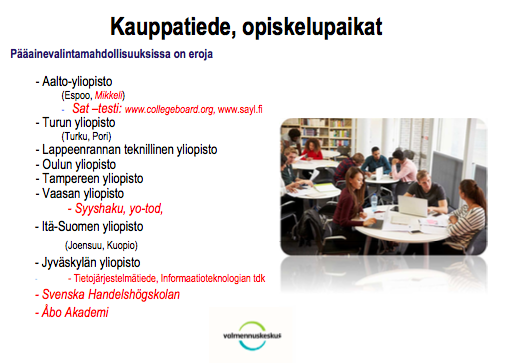 Kauppatiede, opiskelupaikat
Pääainevalintamahdollisuuksissa on eroja
- Aalto-yliopisto
(Espoo, Mikkeli)
- Sat –testi: www.collegeboard.org, www.sayl.fi
- Turun yliopisto
(Turku, Pori)
- Lappeenrannan teknillinen yliopisto
- Oulun yliopisto
- Tampereen yliopisto
- Vaasan yliopisto
- Syyshaku, yo-tod,
- Itä-Suomen yliopisto
(Joensuu, Kuopio)
- Jyväskylän yliopisto
- - Tietojärjestelmätiede, Informaatioteknologian tdk
- Svenska Handelshögskolan
- Åbo Akademi
valmennuskeskus